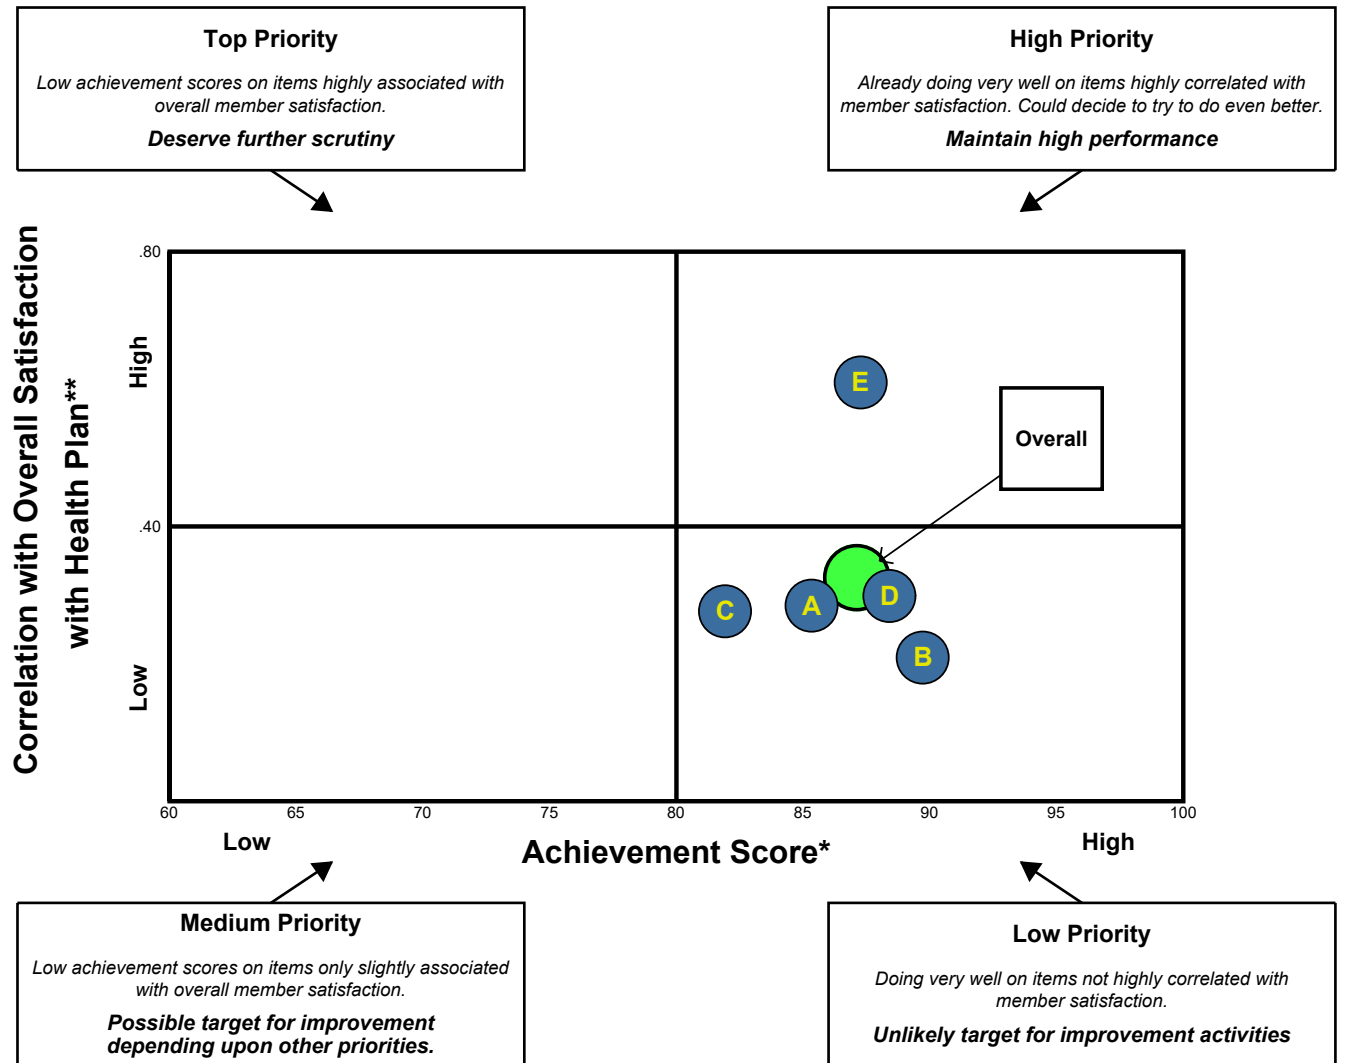 Top Priority
Low achievement scores on items highly associated with
overall member satisfaction.
Deserve further scrutiny
High Priority
Already doing very well on items highly correlated with
member satisfaction. Could decide to try to do even better.
Maintain high performance
Correlation with Overall Satisfaction
with Health Plan**
.80
High
.40
Low
E
Overall
C
A
D
B
60
65
70
75
80
85
90
95
100
Low
Achievement Score*
High
Medium Priority
Low achievement scores on items only slightly associated
with overall member satisfaction.
Possible target for improvement
depending upon other priorities.
Low Priority
Doing very well on items not highly correlated with
member satisfaction.
Unlikely target for improvement activities